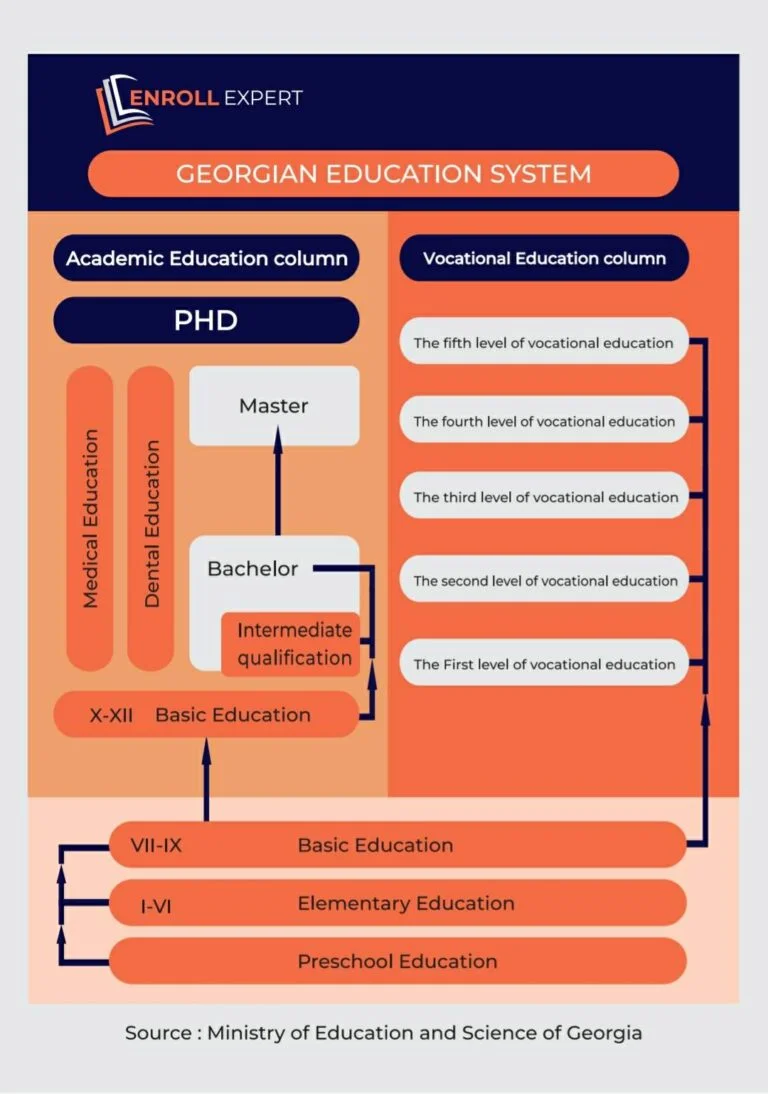 ENROLL EXPERT
GEORGIAN EDUCATION SYSTEM
Academic Education column
PHD
Medical Education
Dental Education
Master
Bachelor
Intermediate
qualification
X-XII Basic Education
Vocational Education column
The fifth level of vocational education
The fourth level of vocational education
The third level of vocational education
The second level of vocational education
The First level of vocational education
VII-IX Basic Education
I-VI Elementary Education
Preschool Education
Source : Ministry of Education and Science of Georgia